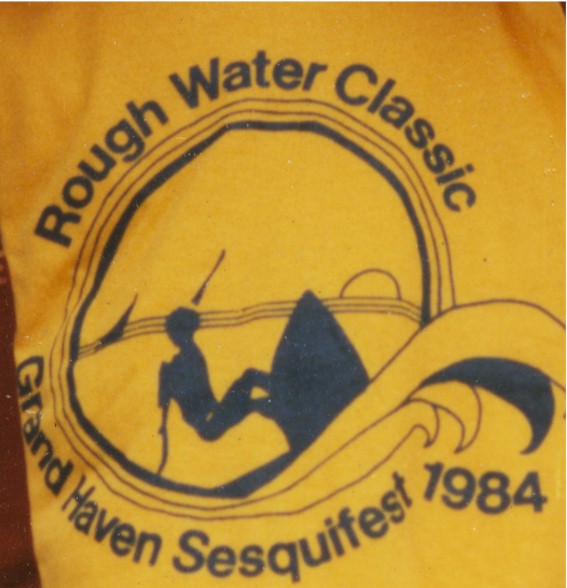 Rough Water Classic
Grand Haven Sesquifest 1984